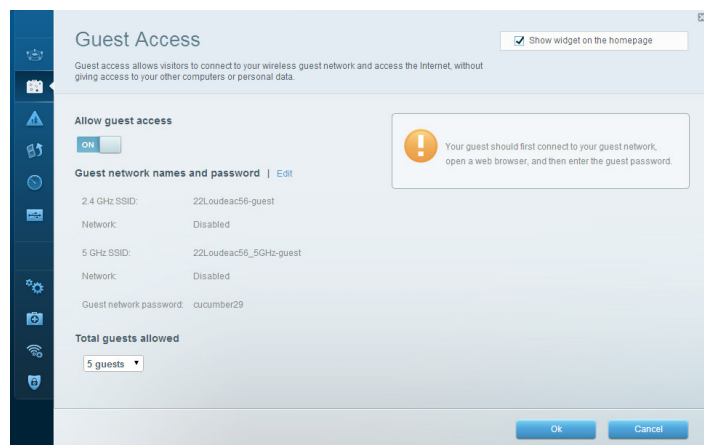 Guest Access
Show widget on the homepage
Guest access allows visitors to connect to your wireless guest network and access the Internet, without
giving access to your other computers or personal data.
Allow guest access
ON
Your guest should first connect to your guest network,
open a web browser, and then enter the guest password.
Guest network names and password | Edit
2.4 GHz SSID: 22Loudeac56-guest
Network: Disabled
5 GHz SSID: 22Loudeac56_5GHz-guest
Network: Disabled
Guest network password: cucumber29
Total guests allowed
5 guests
Ok Cancel